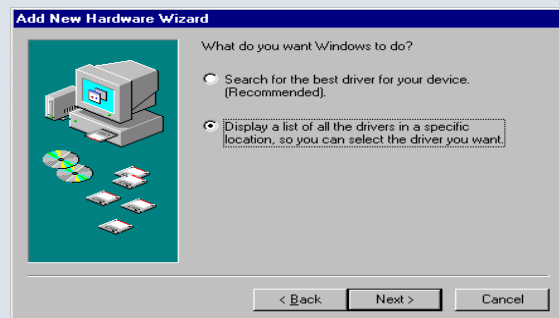 Add New Hardware Wizard
What do you want Windows to do?
Search for the best driver for your device.
(Recommended).
Display a list of all the drivers in a specific
location, so you can select the driver you want.
< Back
Next >
Cancel